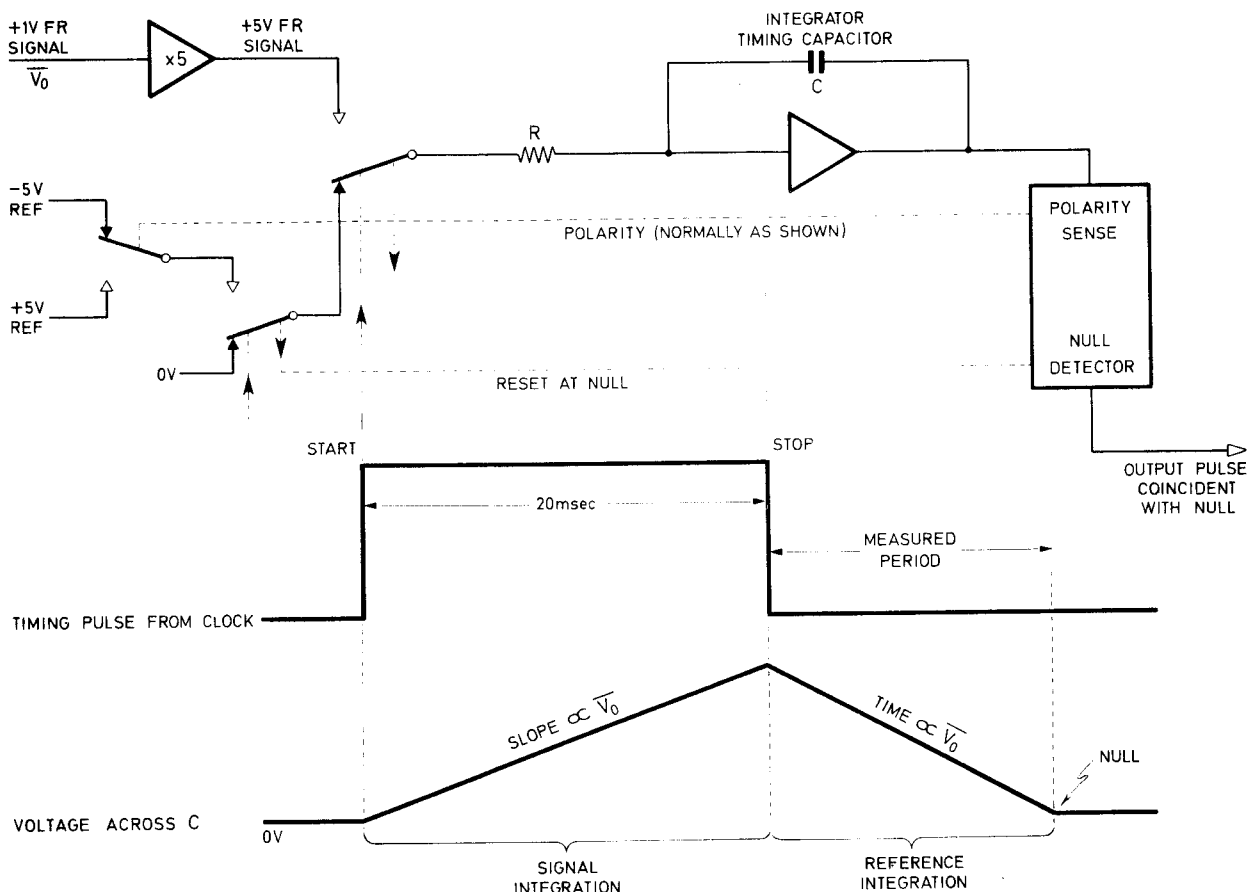 +1V FR
SIGNAL
V̅₀
x5
+5V FR
SIGNAL
INTEGRATOR
TIMING CAPACITOR
C
R
-5V
REF
+5V
REF
0V
POLARITY (NORMALLY AS SHOWN)
POLARITY
SENSE
NULL
DETECTOR
RESET AT NULL
START
STOP
20msec
OUTPUT PULSE
COINCIDENT
WITH NULL
MEASURED
PERIOD
TIMING PULSE FROM CLOCK
SLOPE ∝ V̅₀
TIME ∝ V̅₀
NULL
VOLTAGE ACROSS C
0V
SIGNAL
INTEGRATION
REFERENCE
INTEGRATION